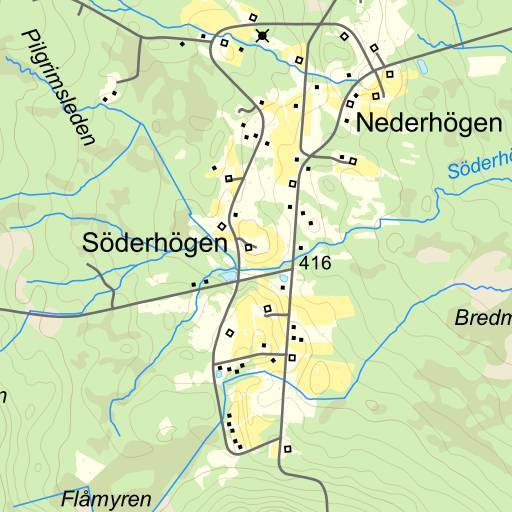 Pilgrimsleden
Nederhögen
Söderhö
Söderhögen
416
Bredm
n
Flåmyren